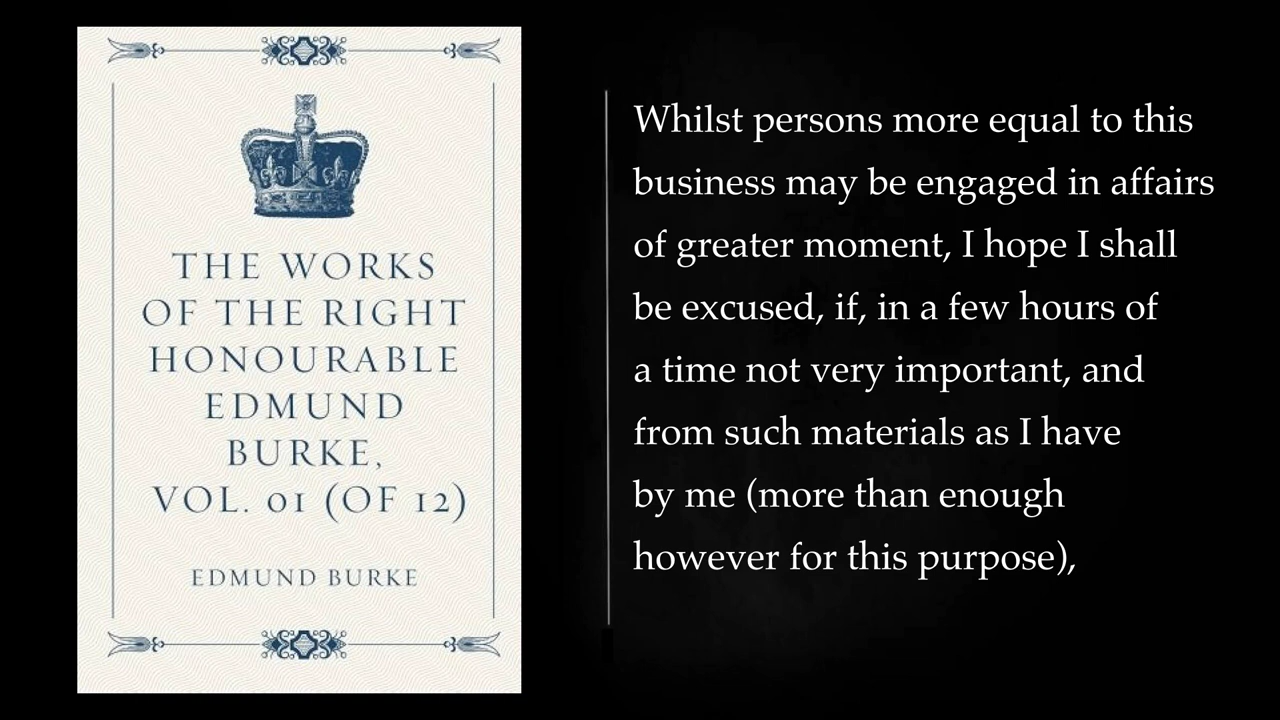 THE WORKS
OF THE RIGHT
HONOURABLE
EDMUND
BURKE,
VOL. 01 (OF 12)
EDMUND BURKE
Whilst persons more equal to this
business may be engaged in affairs
of greater moment, I hope I shall
be excused, if, in a few hours of
a time not very important, and
from such materials as I have
by me (more than enough
however for this purpose),